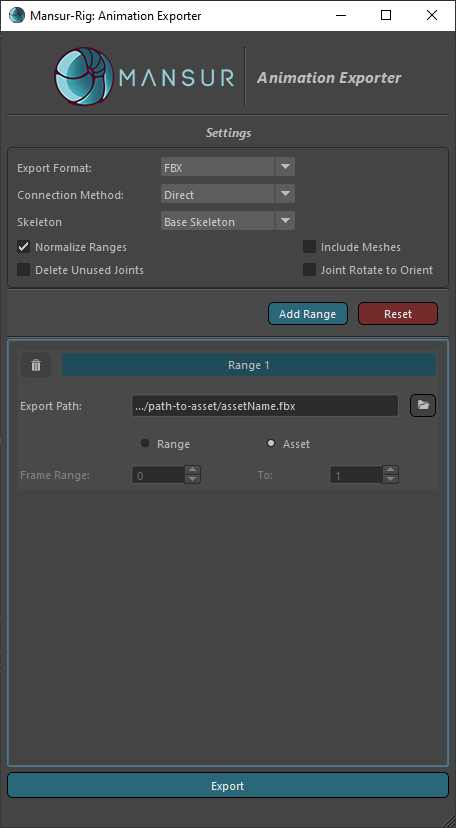 Mansur-Rig: Animation Exporter
MANSUR Animation Exporter
Settings
Export Format: FBX
Connection Method: Direct
Skeleton Base Skeleton
Normalize Ranges Include Meshes
Delete Unused Joints Joint Rotate to Orient
Add Range Reset
Range 1
Export Path: .../path-to-asset/assetName.fbx
Range Asset
Frame Range: 0 To: 1
Export